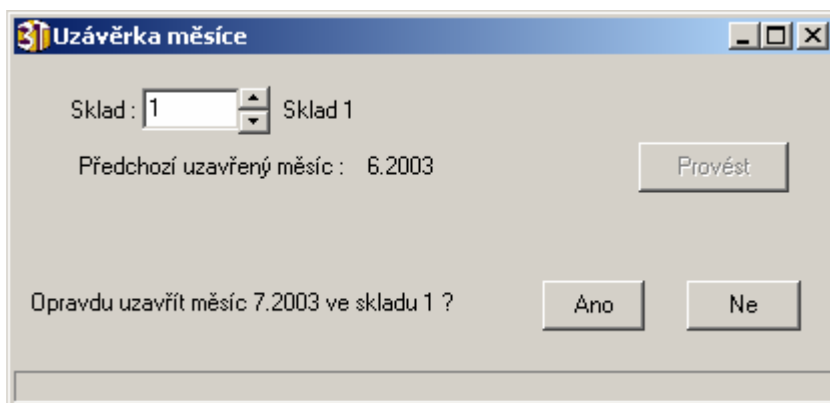 Uzávěrka měsíce
Sklad : 1 Sklad 1
Předchozí uzavřený měsíc : 6.2003 Provést
Opravdu uzavřít měsíc 7.2003 ve skladu 1 ? Ano Ne